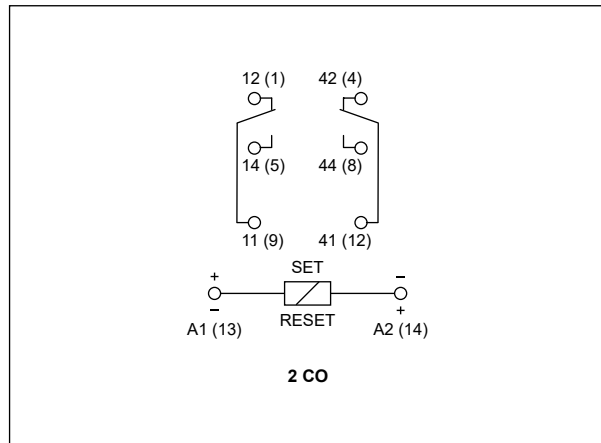 12 (1) 42 (4)
14 (5) 44 (8)
11 (9) 41 (12)
SET
+ −
− RESET +
A1 (13) A2 (14)
2 CO